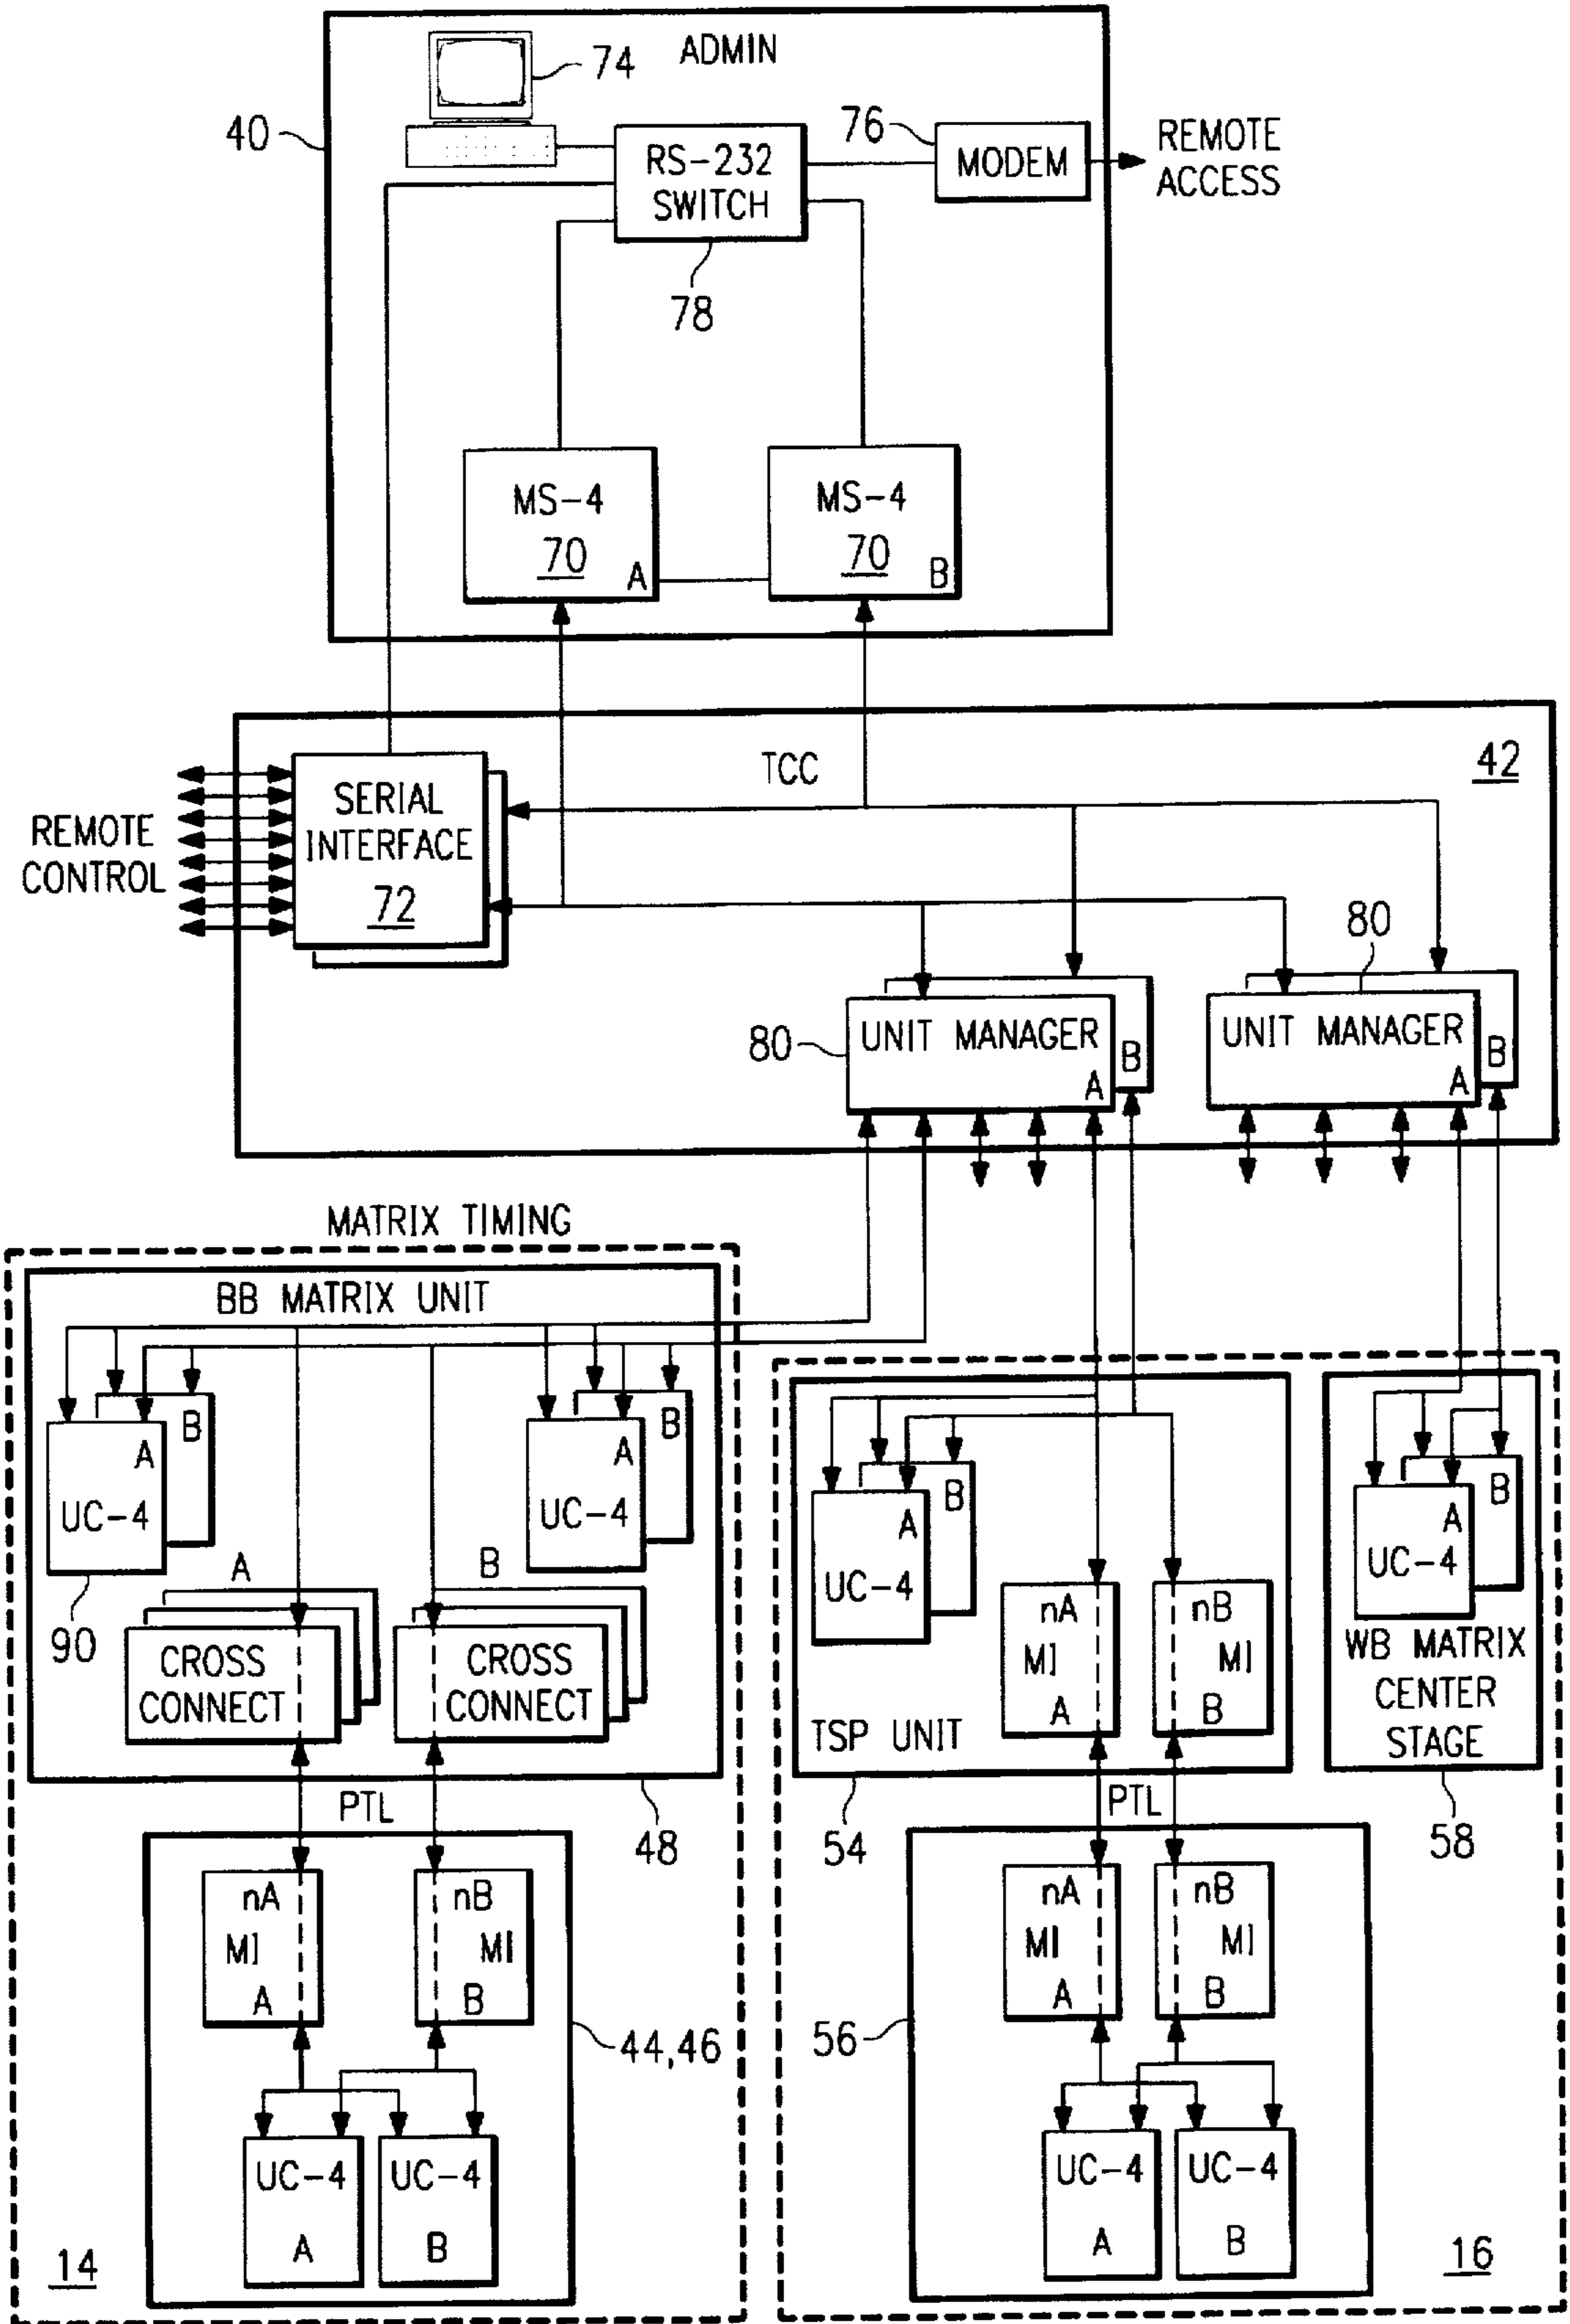 ADMIN
74
40
76
RS-232
SWITCH
MODEM
REMOTE
ACCESS
78
MS-4
70
A
MS-4
70
B
TCC
42
SERIAL
INTERFACE
72
REMOTE
CONTROL
80
UNIT MANAGER
A
B
80
UNIT MANAGER
A
B
MATRIX TIMING
BB MATRIX UNIT
A
B
UC-4
90
A
B
UC-4
A
CROSS
CONNECT
B
CROSS
CONNECT
PTL
48
nA
MI
A
nB
MI
B
44,46
UC-4
A
UC-4
B
14
A
B
UC-4
nA
MI
A
nB
MI
B
TSP UNIT
54
PTL
A
B
UC-4
WB MATRIX
CENTER
STAGE
58
nA
MI
A
nB
MI
B
56
UC-4
A
UC-4
B
16